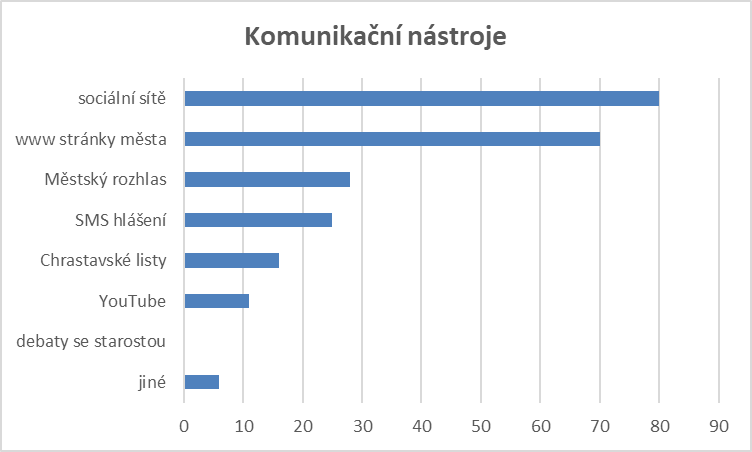 Komunikační nástroje
sociální sítě
www stránky města
Městský rozhlas
SMS hlášení
Chrastavské listy
YouTube
debaty se starostou
jiné
0 10 20 30 40 50 60 70 80 90